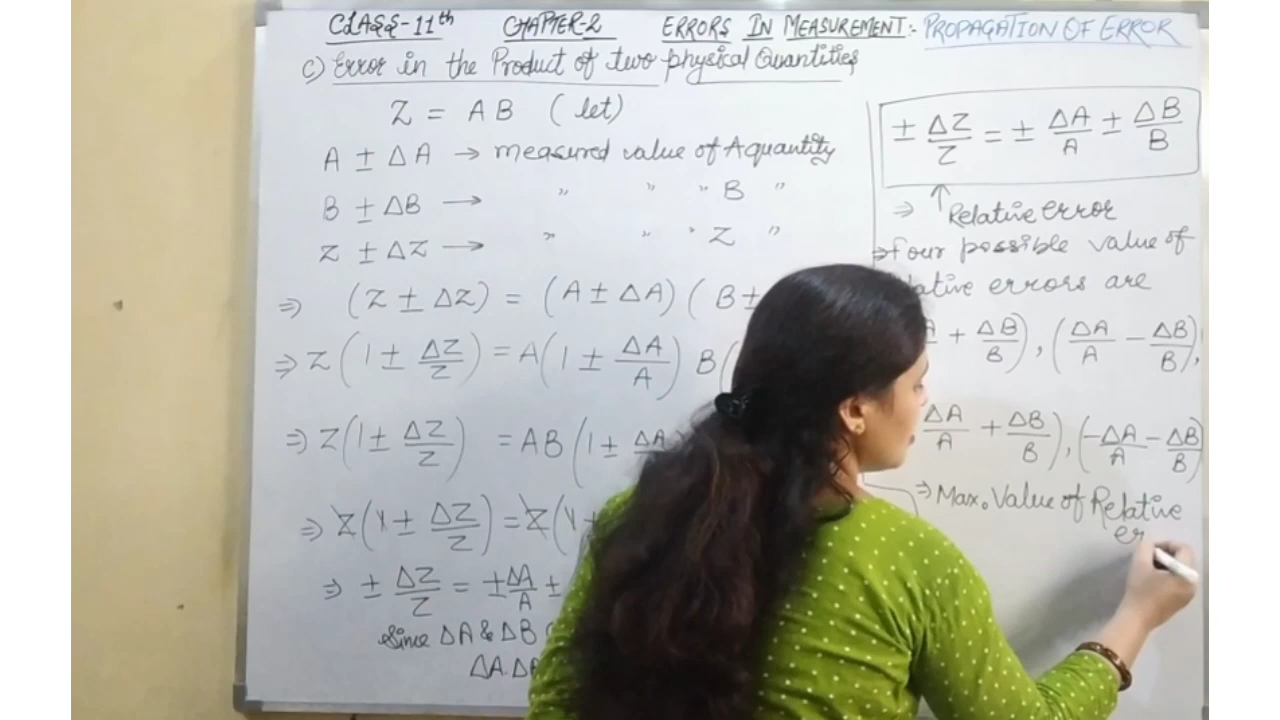 CLASS-11th CHAPTER-2 ERRORS IN MEASUREMENT:- PROPAGATION OF ERROR
c) Error in the Product of two physical Quantities
Z = AB (let)
A ± ΔA → measured value of A quantity
B ± ΔB → " " " B "
Z ± ΔZ → " " " Z "
⇒ (Z ± ΔZ) = (A ± ΔA) ( B ±
⇒ Z (1 ± ΔZ/Z) = A(1 ± ΔA/A) B(
⇒ Z(1 ± ΔZ/Z) = AB (1 ± ΔA
⇒ Z(1 ± ΔZ/Z) = Z(1 ±
⇒ ± ΔZ/Z = ± ΔA/A ±
Since ΔA & ΔB
ΔA.Δ
± ΔZ/Z = ± ΔA/A ± ΔB/B
⇒ ↑ Relative error
⇒ four possible value of
errors are
+ ΔB/B), (ΔA/A − ΔB/B),
ΔA/A + ΔB/B), (−ΔA/A − ΔB/B)
⇒ Max. Value of Relative
er